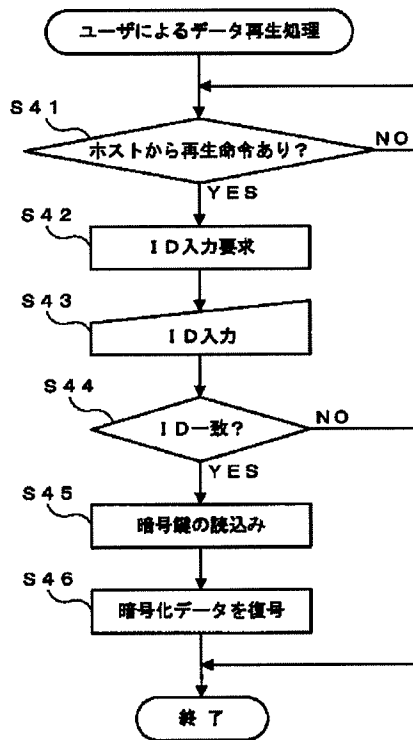 ユーザによるデータ再生処理
S41
ホストから再生命令あり?
NO
YES
S42
ID入力要求
S43
ID入力
S44
ID一致?
NO
YES
S45
暗号鍵の読込み
S46
暗号化データを復号
終了